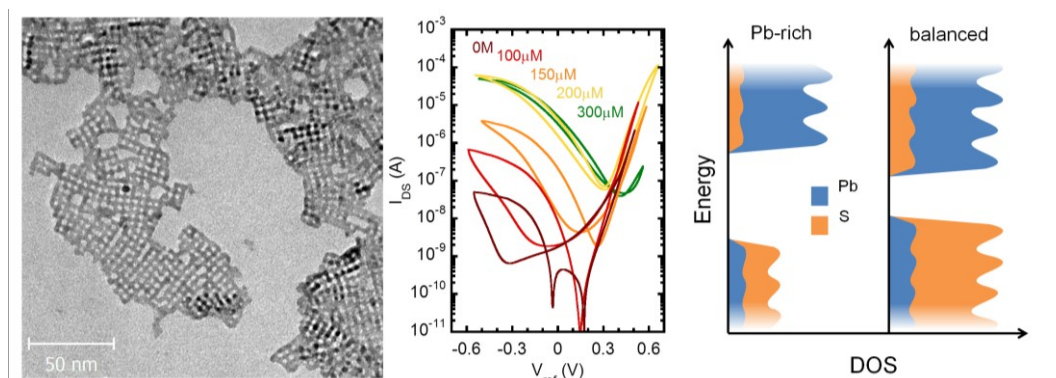 50 nm
10⁻³
10⁻⁴
10⁻⁵
10⁻⁶
10⁻⁷
10⁻⁸
10⁻⁹
10⁻¹⁰
10⁻¹¹
I_DS (A)
0M 100μM
150μM
200μM
300μM
-0.6 -0.3 0 0.3 0.6
(V)
Pb-rich balanced
Energy
Pb
S
DOS